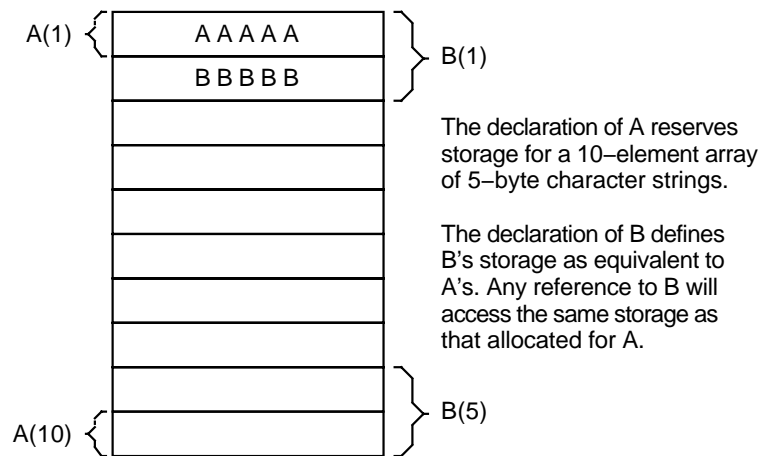 A(1)
A A A A A
B(1)
B B B B B
The declaration of A reserves
storage for a 10–element array
of 5–byte character strings.
The declaration of B defines
B's storage as equivalent to
A's. Any reference to B will
access the same storage as
that allocated for A.
B(5)
A(10)